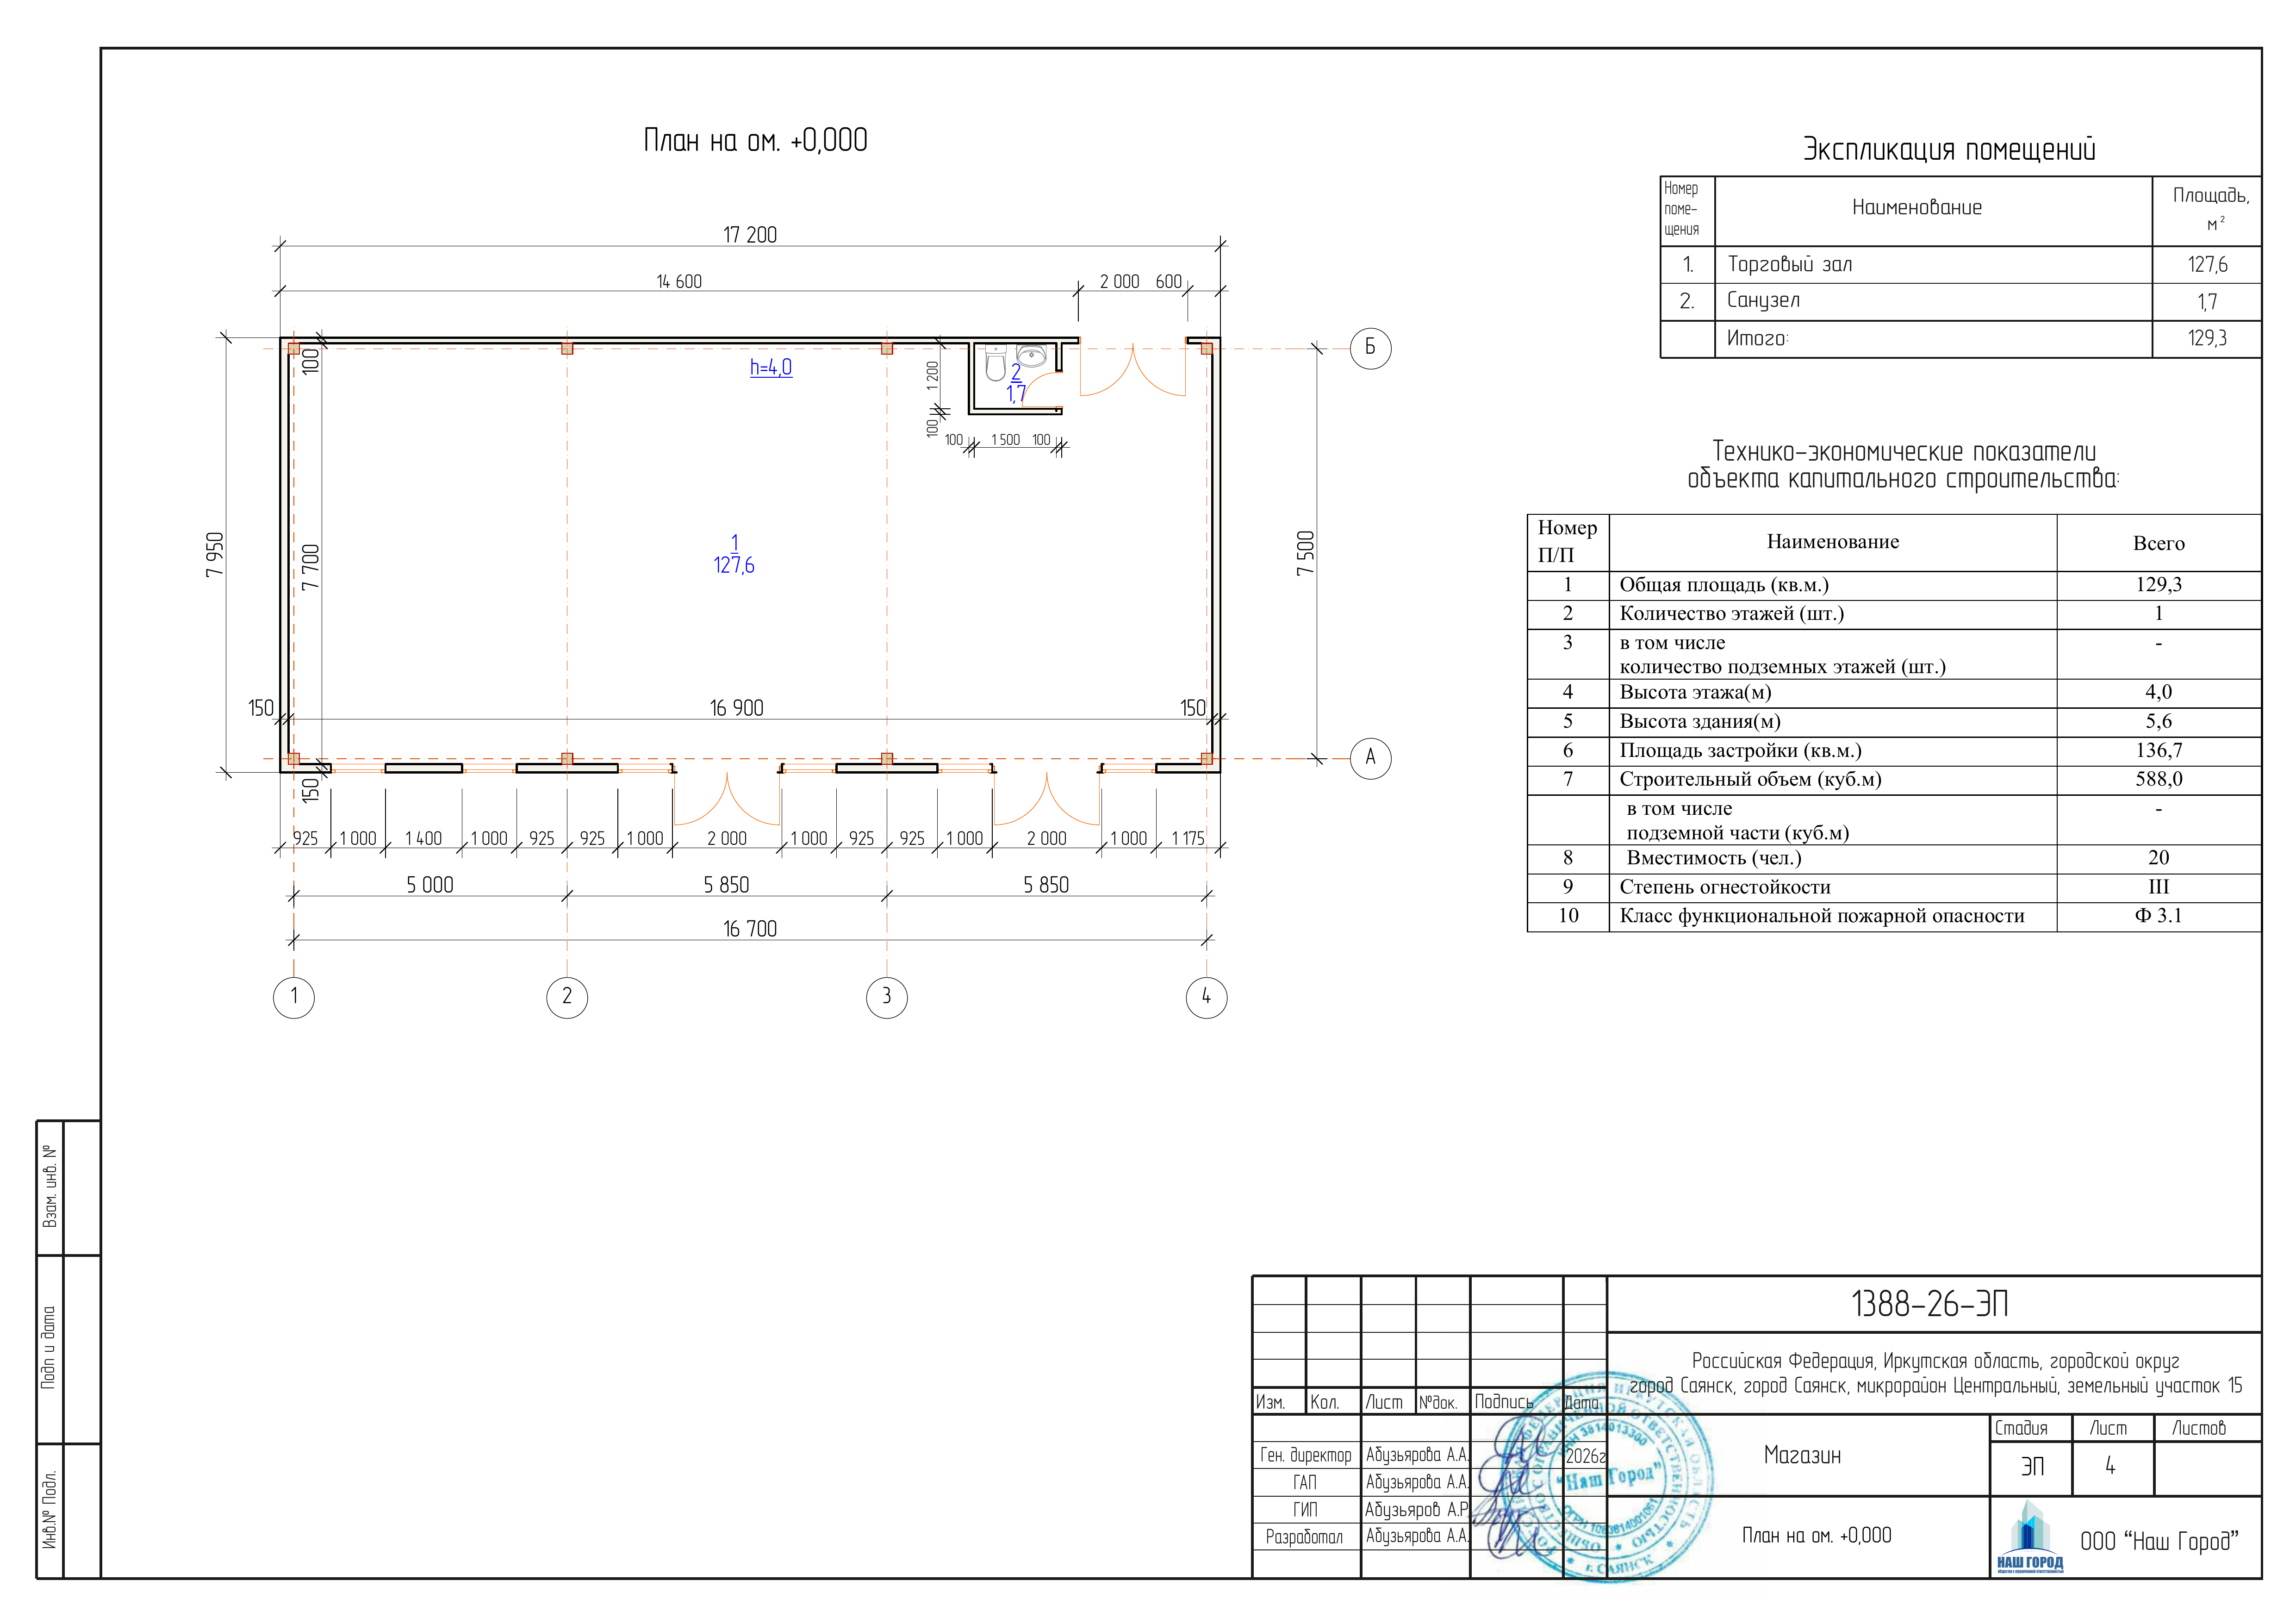 План на от. +0,000
17 200
14 600
2 000
600
Б
100
h=4,0
1 200
2
1,7
100
100
1 500
100
7 950
7 700
1
127,6
7 500
150
16 900
150
А
150
925
1 000
1 400
1 000
925
925
1 000
2 000
1 000
925
925
1 000
2 000
1 000
1 175
5 000
5 850
5 850
16 700
1
2
3
4
Экспликация помещений
Номер
поме-
щения
Наименование
Площадь,
м²
1. Торговый зал 127,6
2. Санузел 1,7
Итого: 129,3
Технико-экономические показатели
объекта капитального строительства:
Номер
П/П
Наименование
Всего
1 Общая площадь (кв.м.) 129,3
2 Количество этажей (шт.) 1
3 в том числе -
количество подземных этажей (шт.)
4 Высота этажа(м) 4,0
5 Высота здания(м) 5,6
6 Площадь застройки (кв.м.) 136,7
7 Строительный объем (куб.м) 588,0
в том числе -
подземной части (куб.м)
8 Вместимость (чел.) 20
9 Степень огнестойкости III
10 Класс функциональной пожарной опасности Ф 3.1
Взам. инв. №
Подп и дата
Инв.№ Подл.
1388-26-ЭП
Российская Федерация, Иркутская область, городской округ
город Саянск, город Саянск, микрорайон Центральный, земельный участок 15
Изм. Кол. Лист №док. Подпись Дата
Ген. директор Абузьярова А.А. 2026г
ГАП Абузьярова А.А.
ГИП Абузьяров А.Р.
Разработал Абузьярова А.А.
Магазин
Стадия Лист Листов
ЭП 4
План на от. +0,000
НАШ ГОРОД
ООО “Наш Город”
ИНН 3814013300
“Наш Город”
ОГРН 1083814001061
г. САЯНСК